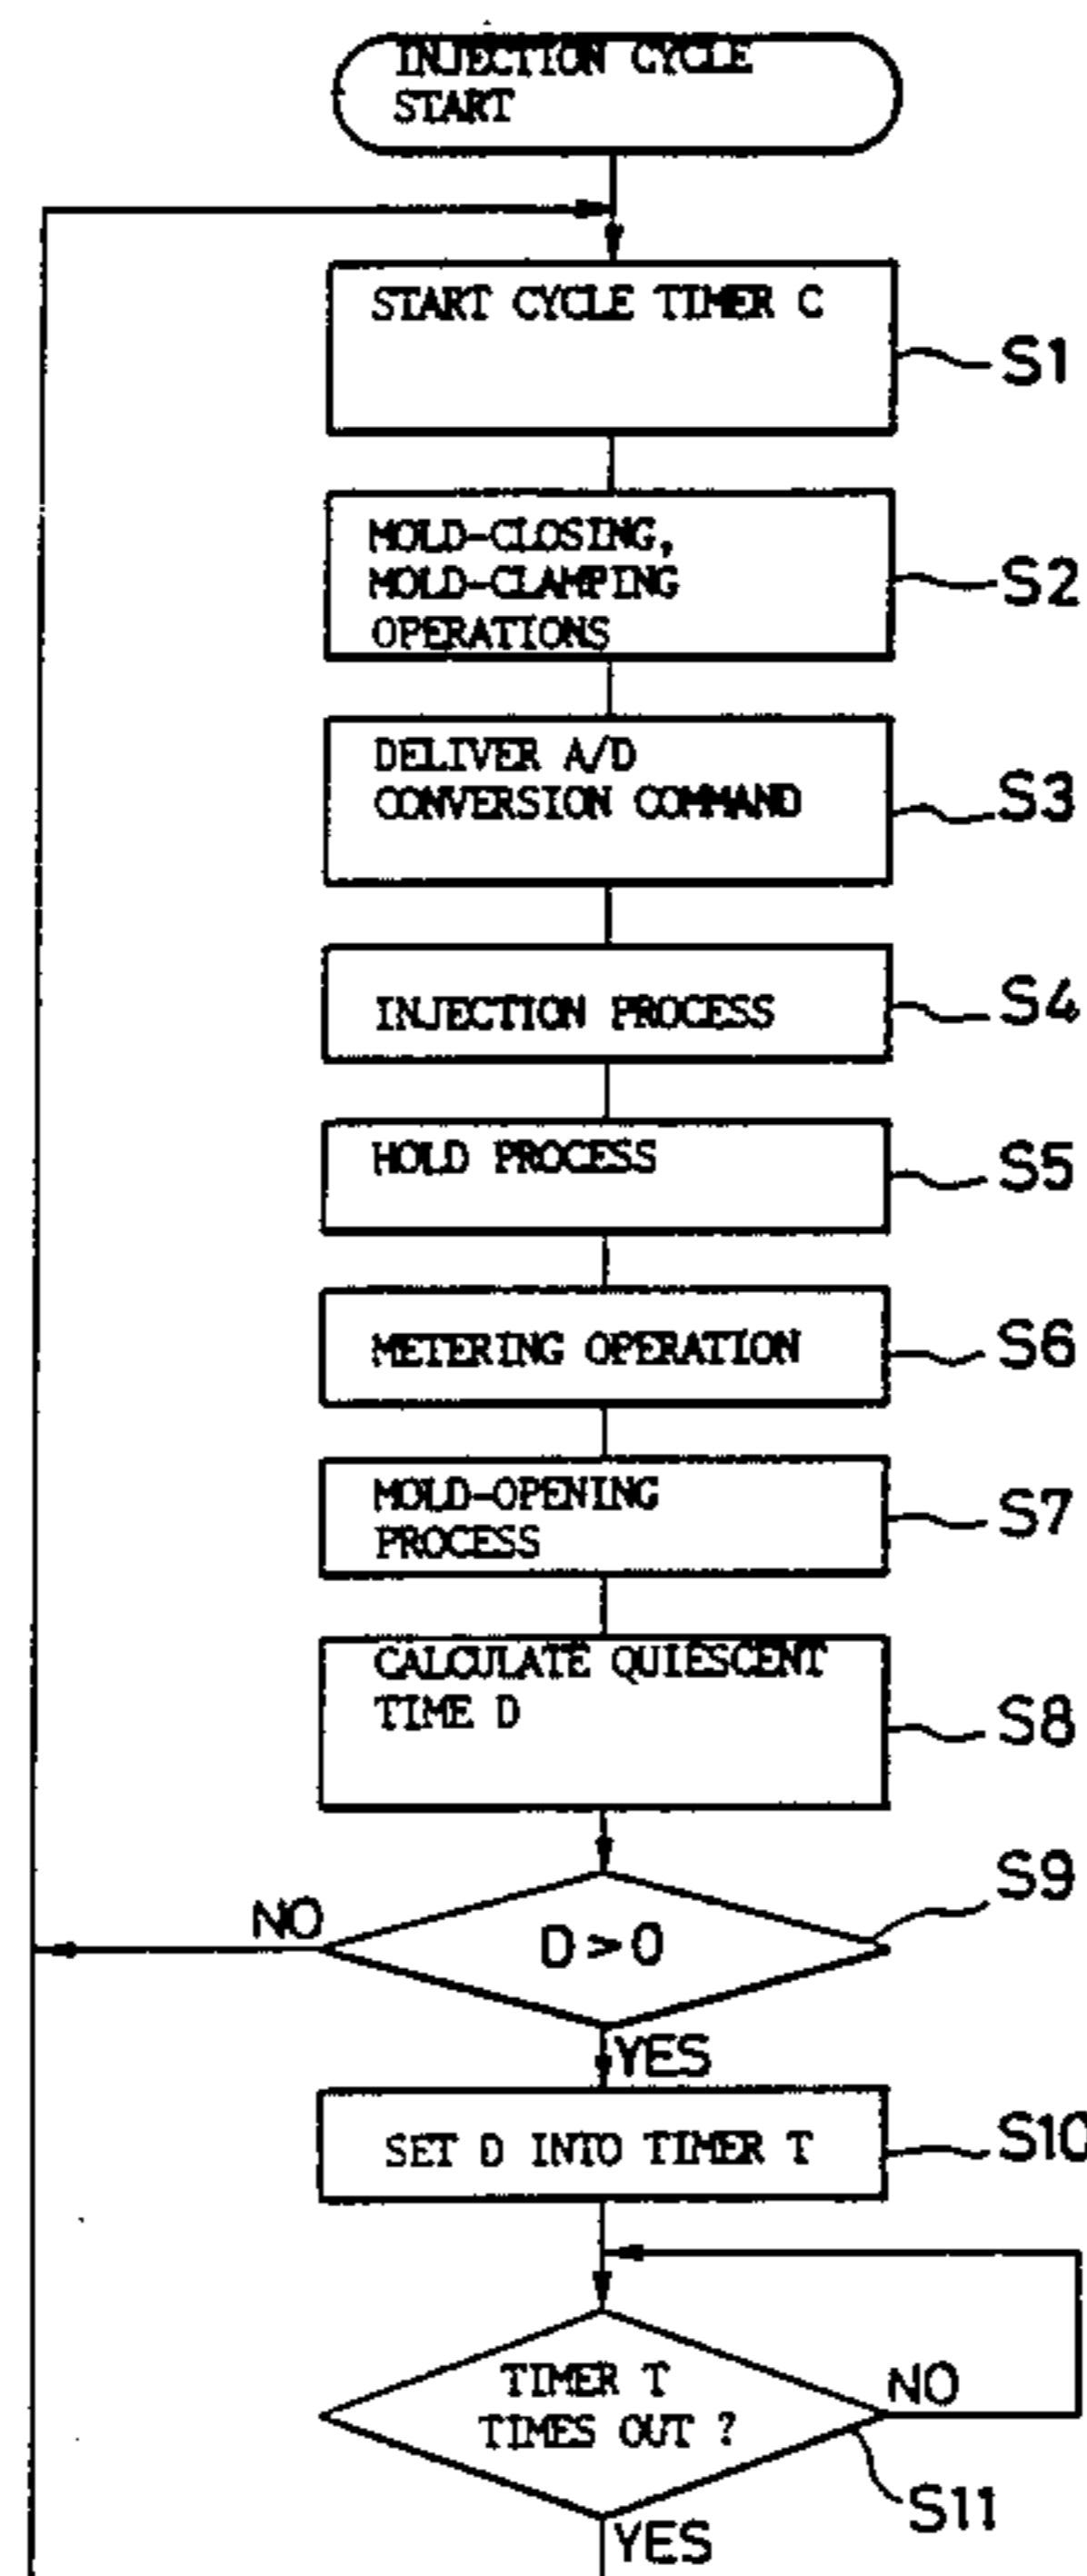 INJECTION CYCLE
START
START CYCLE TIMER C
S1
MOLD-CLOSING,
MOLD-CLAMPING
OPERATIONS
S2
DELIVER A/D
CONVERSION COMMAND
S3
INJECTION PROCESS
S4
HOLD PROCESS
S5
METERING OPERATION
S6
MOLD-OPENING
PROCESS
S7
CALCULATE QUIESCENT
TIME D
S8
S9
NO
D > 0
YES
SET D INTO TIMER T
S10
TIMER T
TIMES OUT ?
NO
S11
YES